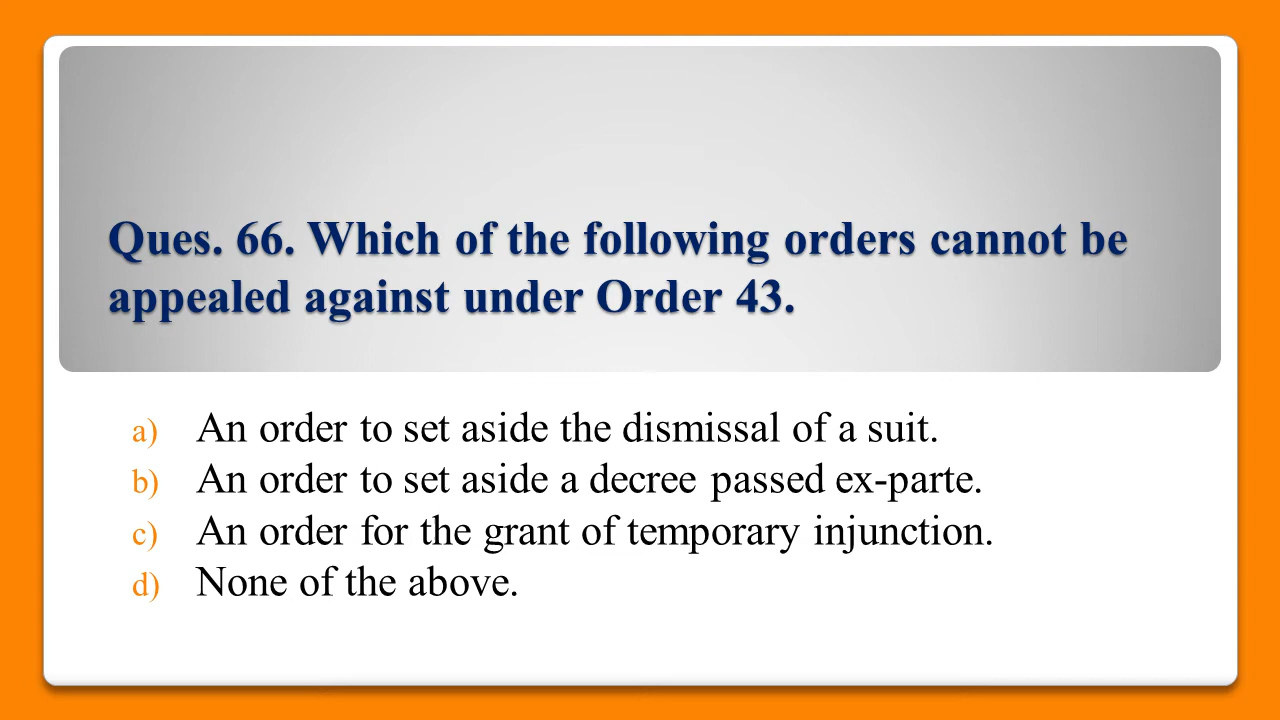 Ques. 66. Which of the following orders cannot be
appealed against under Order 43.
a) An order to set aside the dismissal of a suit.
b) An order to set aside a decree passed ex-parte.
c) An order for the grant of temporary injunction.
d) None of the above.